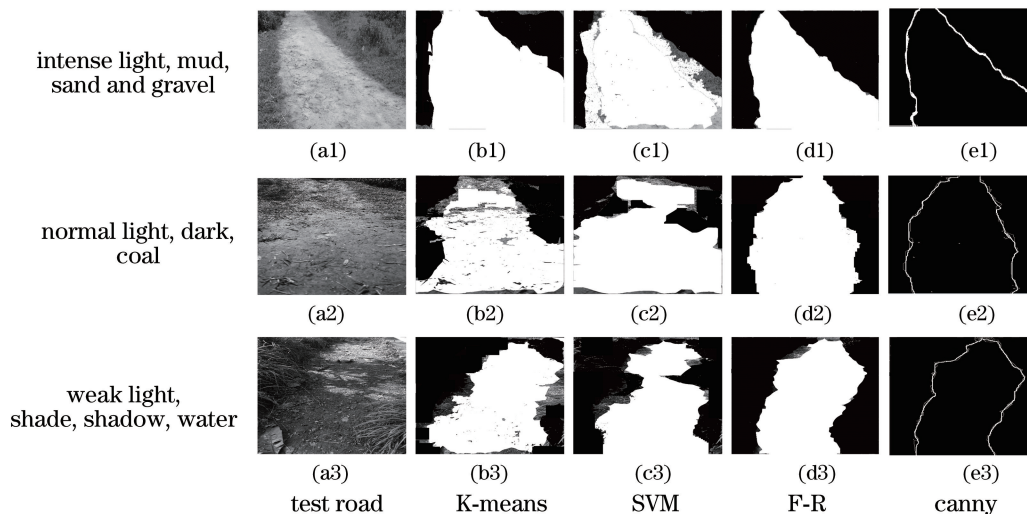 intense light, mud,
sand and gravel
(a1) (b1) (c1) (d1) (e1)
normal light, dark,
coal
(a2) (b2) (c2) (d2) (e2)
weak light,
shade, shadow, water
(a3) (b3) (c3) (d3) (e3)
test road K-means SVM F-R canny